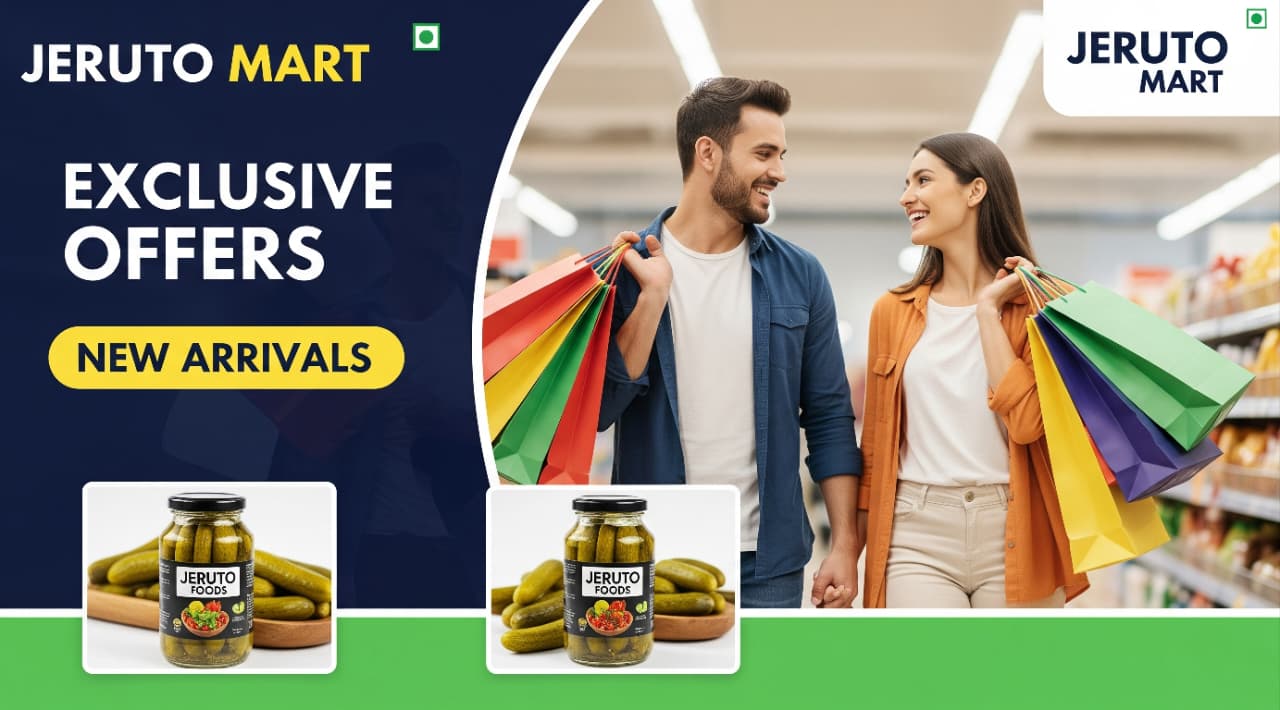 JERUTO MART
JERUTO
MART
EXCLUSIVE
OFFERS
NEW ARRIVALS
JERUTO
FOODS
JERUTO
FOODS